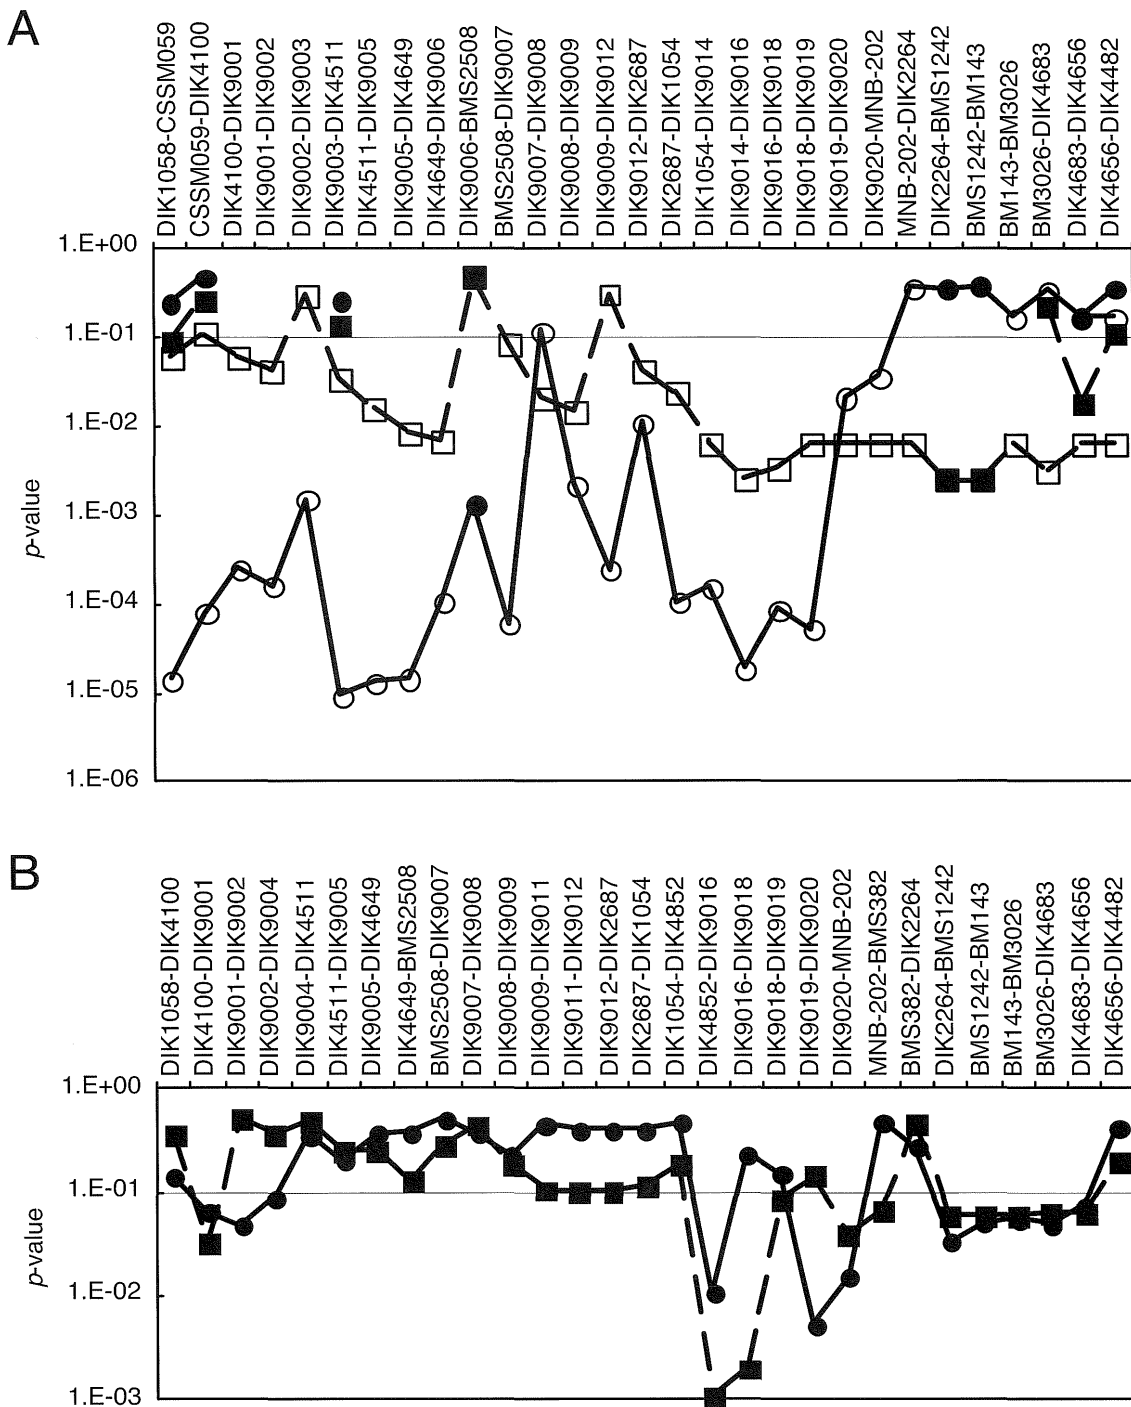 A
DIK1058-CSSM059
CSSM059-DIK4100
DIK4100-DIK9001
DIK9001-DIK9002
DIK9002-DIK9003
DIK9003-DIK4511
DIK4511-DIK9005
DIK9005-DIK4649
DIK4649-DIK9006
DIK9006-BMS2508
BMS2508-DIK9007
DIK9007-DIK9008
DIK9008-DIK9009
DIK9009-DIK9012
DIK9012-DIK2687
DIK2687-DIK1054
DIK1054-DIK9014
DIK9014-DIK9016
DIK9016-DIK9018
DIK9018-DIK9019
DIK9019-DIK9020
DIK9020-MNB-202
MNB-202-DIK2264
DIK2264-BMS1242
BMS1242-BM143
BM143-BM3026
BM3026-DIK4683
DIK4683-DIK4656
DIK4656-DIK4482
1.E+00
1.E-01
1.E-02
1.E-03
1.E-04
1.E-05
1.E-06
p-value
B
DIK1058-DIK4100
DIK4100-DIK9001
DIK9001-DIK9002
DIK9002-DIK9004
DIK9004-DIK4511
DIK4511-DIK9005
DIK9005-DIK4649
DIK4649-BMS2508
BMS2508-DIK9007
DIK9007-DIK9008
DIK9008-DIK9009
DIK9009-DIK9011
DIK9011-DIK9012
DIK9012-DIK2687
DIK2687-DIK1054
DIK1054-DIK4852
DIK4852-DIK9016
DIK9016-DIK9018
DIK9018-DIK9019
DIK9019-DIK9020
DIK9020-MNB-202
MNB-202-BMS382
BMS382-DIK2264
DIK2264-BMS1242
BMS1242-BM143
BM143-BM3026
BM3026-DIK4683
DIK4683-DIK4656
DIK4656-DIK4482
1.E+00
1.E-01
1.E-02
1.E-03
p-value